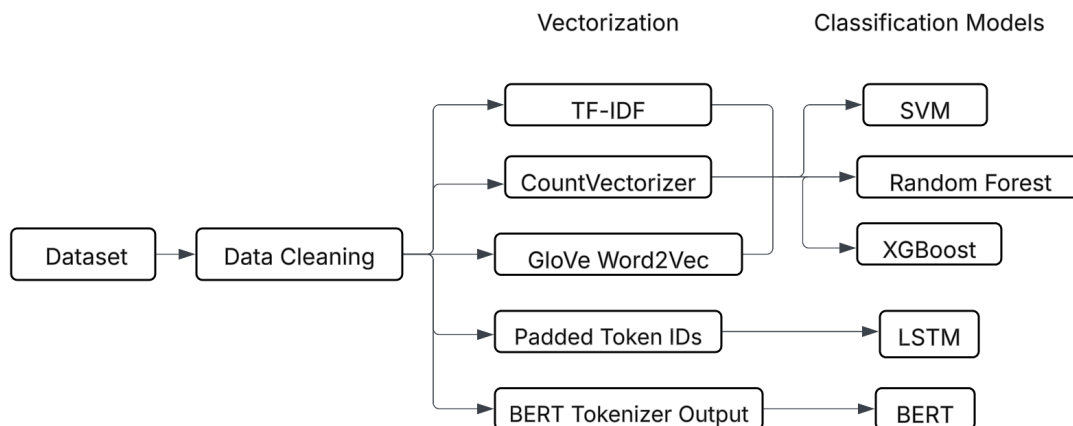 Vectorization
Classification Models
TF-IDF
SVM
CountVectorizer
Random Forest
Dataset
Data Cleaning
GloVe Word2Vec
XGBoost
Padded Token IDs
LSTM
BERT Tokenizer Output
BERT